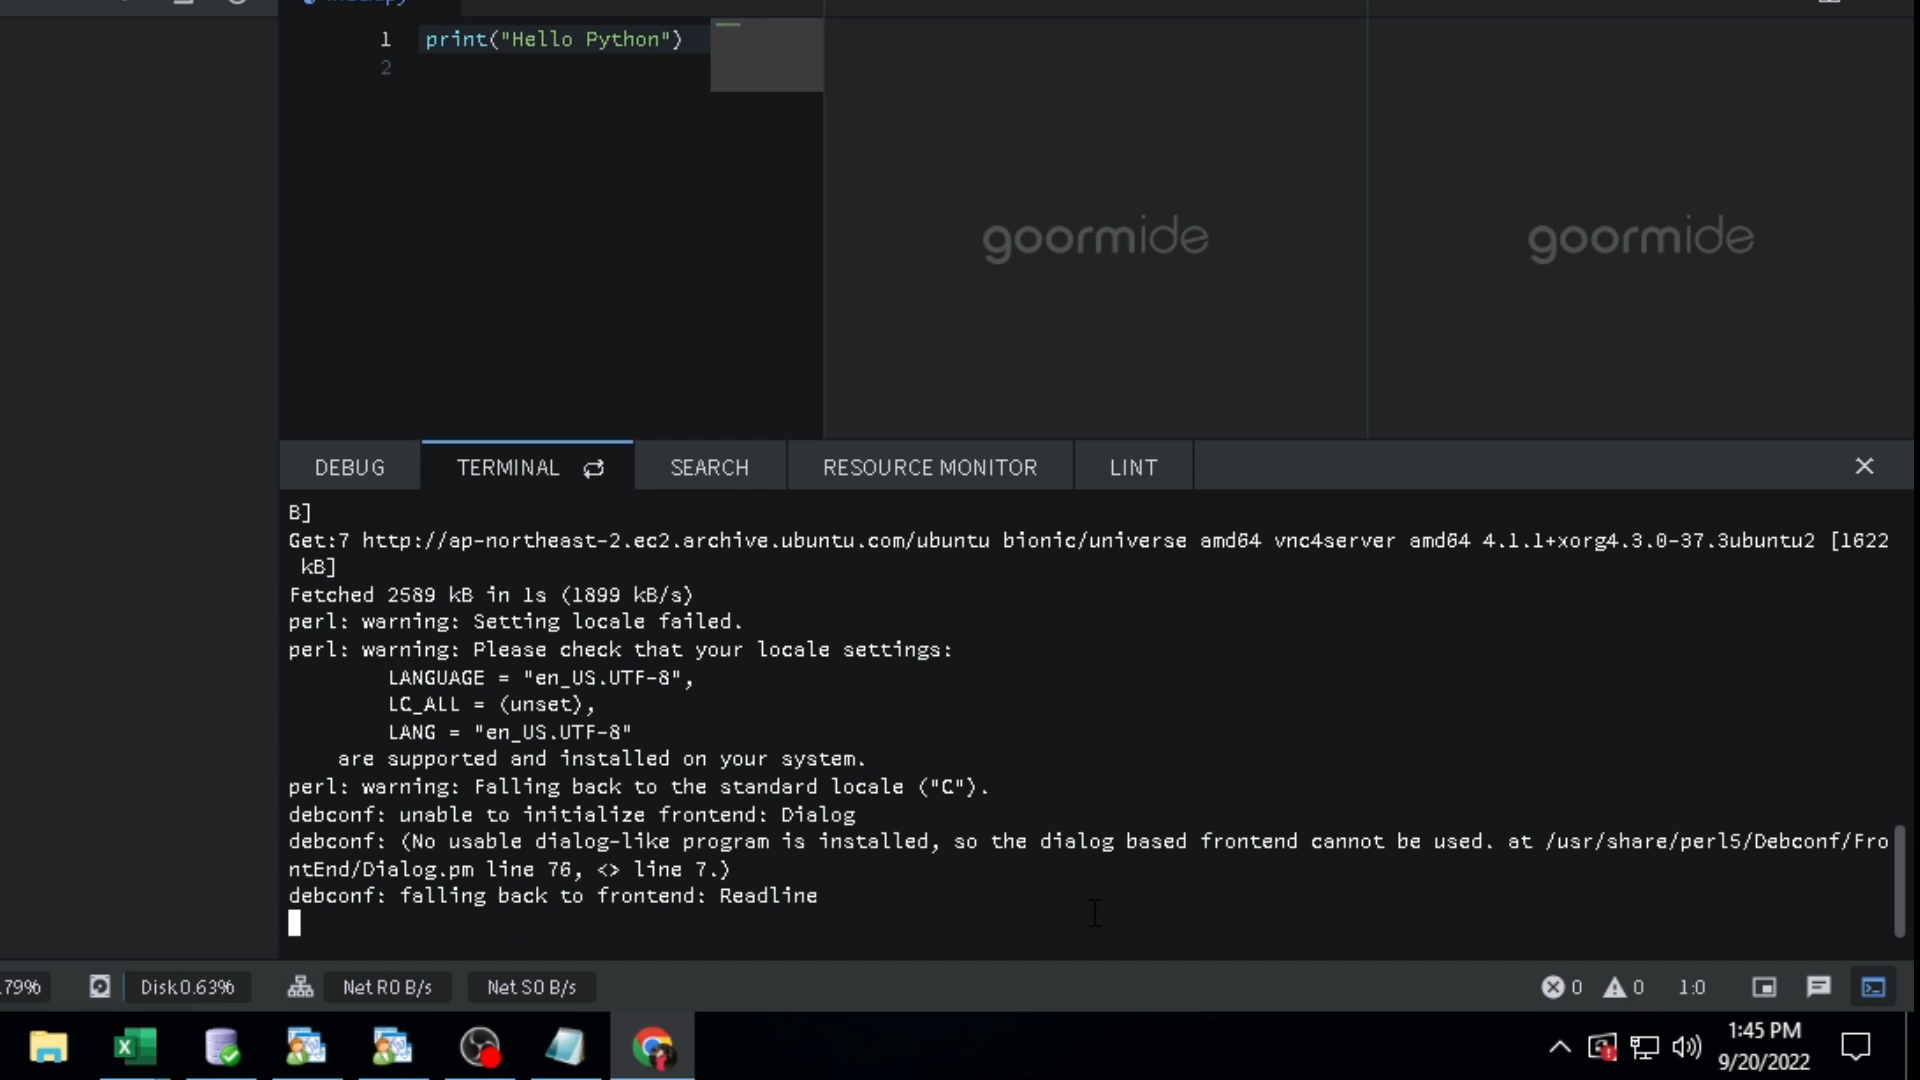 1 print("Hello Python")
2
goormide goormide
DEBUG TERMINAL SEARCH RESOURCE MONITOR LINT
B]
Get:7 http://ap-northeast-2.ec2.archive.ubuntu.com/ubuntu bionic/universe amd64 vnc4server amd64 4.1.1+xorg4.3.0-37.3ubuntu2 [1622
kB]
Fetched 2589 kB in 1s (1899 kB/s)
perl: warning: Setting locale failed.
perl: warning: Please check that your locale settings:
LANGUAGE = "en_US.UTF-8",
LC_ALL = (unset),
LANG = "en_US.UTF-8"
are supported and installed on your system.
perl: warning: Falling back to the standard locale ("C").
debconf: unable to initialize frontend: Dialog
debconf: (No usable dialog-like program is installed, so the dialog based frontend cannot be used. at /usr/share/perl5/Debconf/Fro
ntEnd/Dialog.pm line 76, <> line 7.)
debconf: falling back to frontend: Readline
.79% Disk 0.63% Net R0 B/s Net S0 B/s 0 0 1:0
1:45 PM
9/20/2022